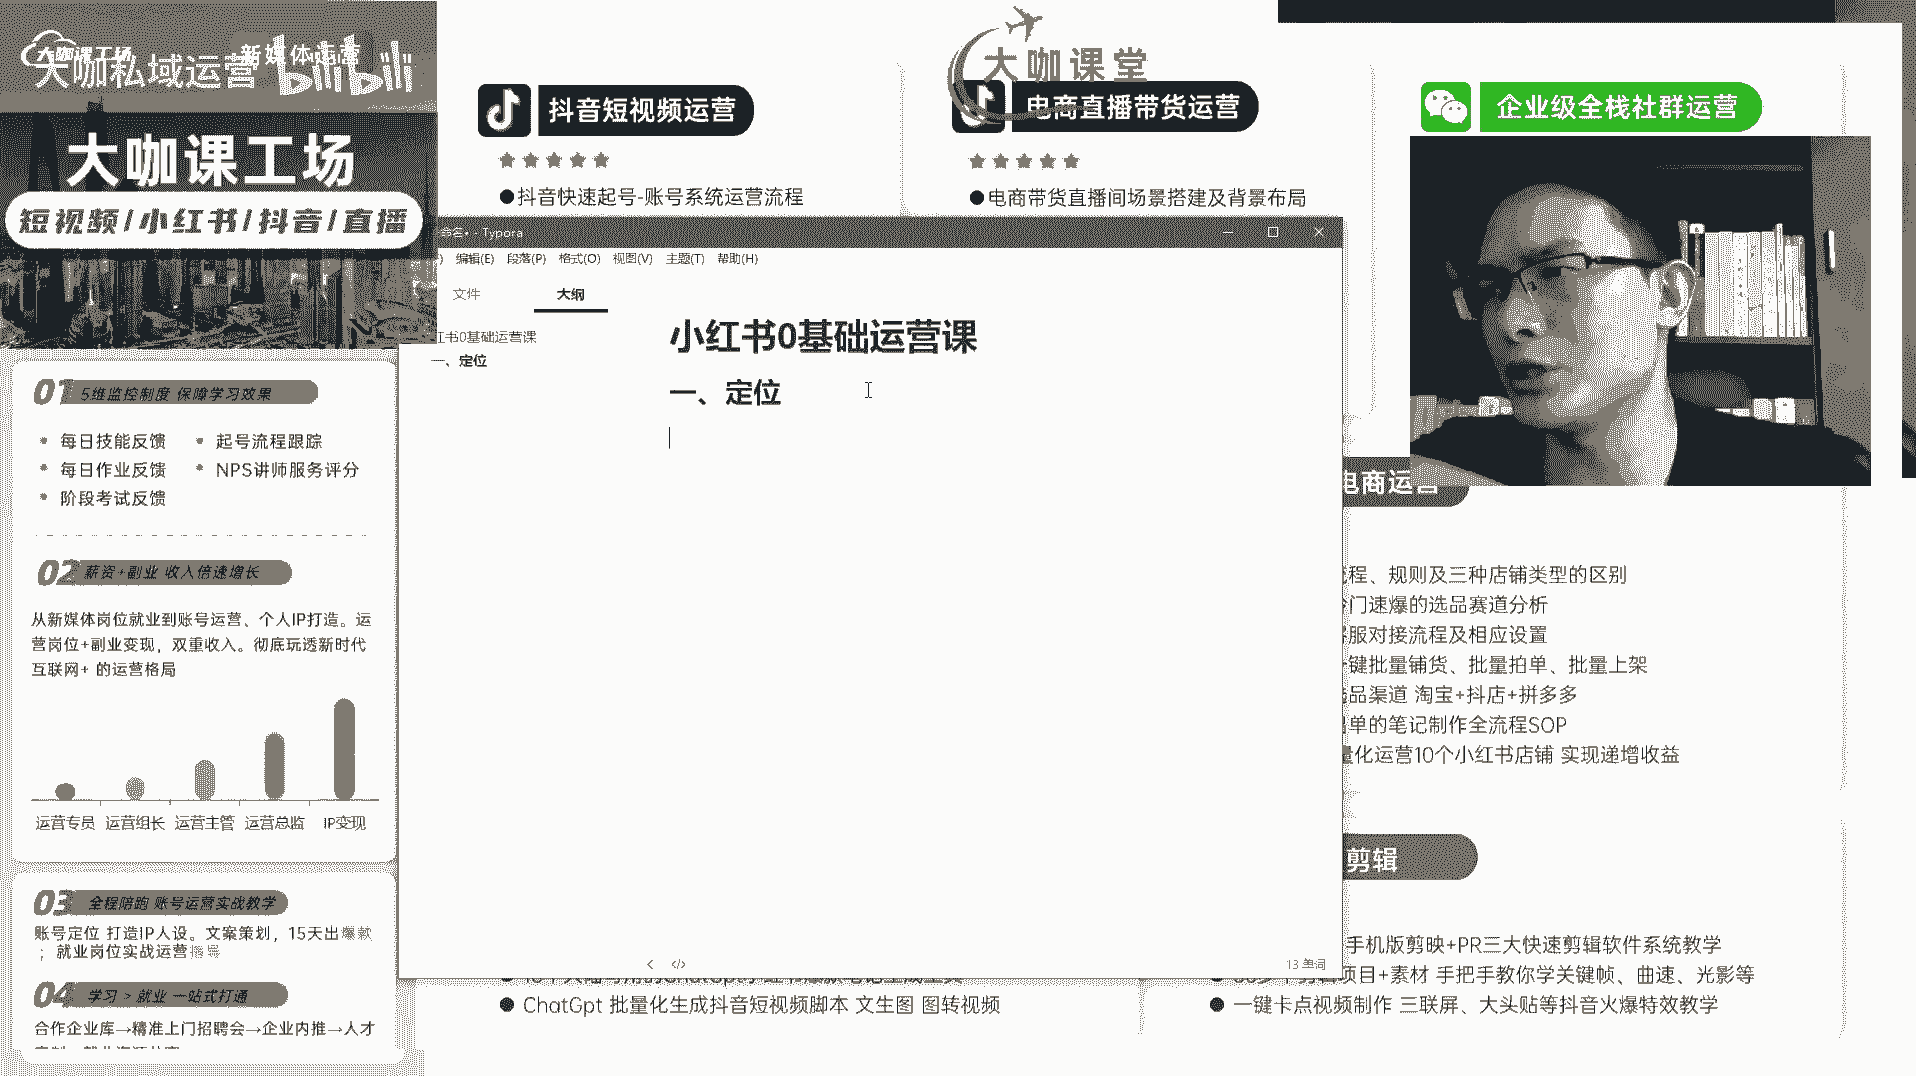 大咖课工场
新媒体运营
大咖私域运营
bilibili
大咖课工场
短视频/小红书/抖音/直播
01 5维监控制度 保障学习效果
每日技能反馈
起号流程跟踪
每日作业反馈
NPS讲师服务评分
阶段考试反馈
02 薪资+副业 收入倍速增长
从新媒体岗位就业到账号运营、个人IP打造。运
营岗位+副业变现，双重收入。彻底玩透新时代
互联网+ 的运营格局
运营专员 运营组长 运营主管 运营总监 IP变现
03 全程陪跑 账号运营实战教学
账号定位 打造IP人设。文案策划，15天出爆款
；就业岗位实战运营指导
04 学习 > 就业 一站式打通
合作企业库→精准上门招聘会→企业内推→人才
抖音短视频运营
●抖音快速起号-账号系统运营流程
大咖课堂
电商直播带货运营
●电商带货直播间场景搭建及背景布局
企业级全栈社群运营
命名• - Typora
) 编辑(E) 段落(P) 格式(O) 视图(V) 主题(T) 帮助(H)
文件 大纲
红书0基础运营课
一、定位
小红书0基础运营课
一、定位
13 单词
电商运营
流程、规则及三种店铺类型的区别
冷门速爆的选品赛道分析
客服对接流程及相应设置
一键批量铺货、批量拍单、批量上架
选品渠道 淘宝+抖店+拼多多
出单的笔记制作全流程SOP
量化运营10个小红书店铺 实现递增收益
● ChatGpt 批量化生成抖音短视频脚本 文生图 图转视频
剪辑
手机版剪映+PR三大快速剪辑软件系统教学
项目+素材 手把手教你学关键帧、曲速、光影等
● 一键卡点视频制作 三联屏、大头贴等抖音火爆特效教学